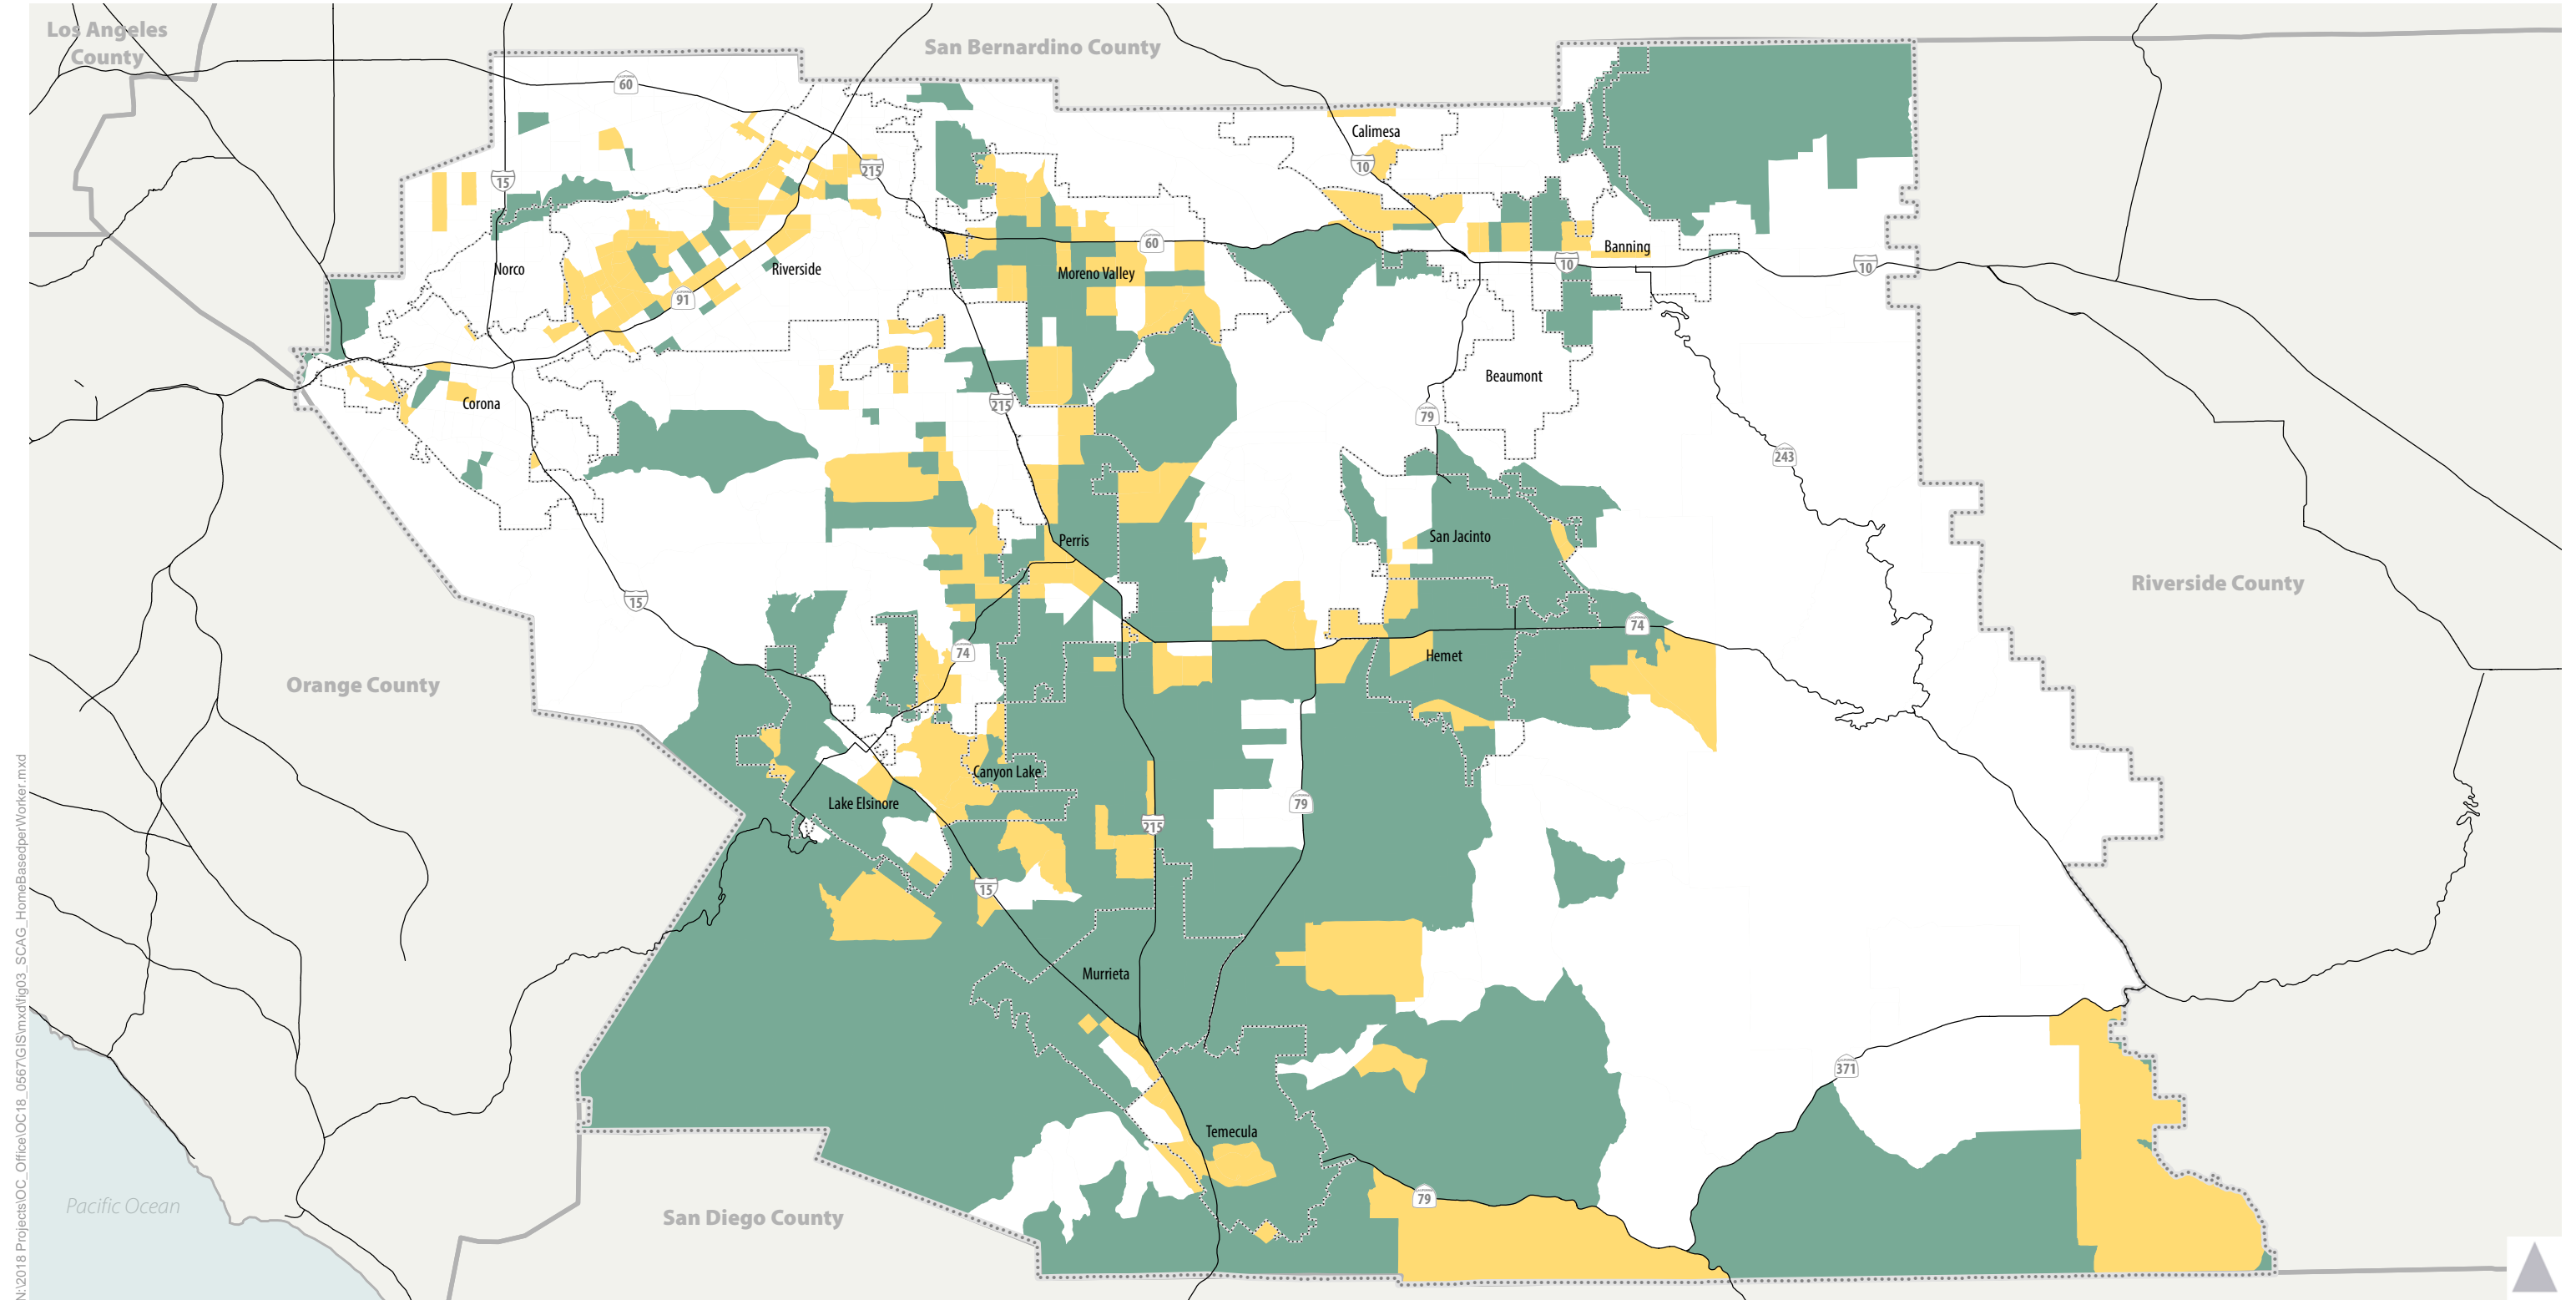 Los Angeles
County
San Bernardino County
60
Calimesa
10
215
15
60
Banning
10
10
Norco
Riverside
Moreno Valley
91
Beaumont
Corona
215
79
243
San Jacinto
Perris
Riverside County
15
74
74
Hemet
Orange County
Canyon Lake
Lake Elsinore
79
215
15
Murrieta
371
Temecula
79
Pacific Ocean
San Diego County
N:\2018 Projects\OC_Office\OC18_0567\GIS\mxd\fig03_SCAG_HomeBasedperWorker.mxd